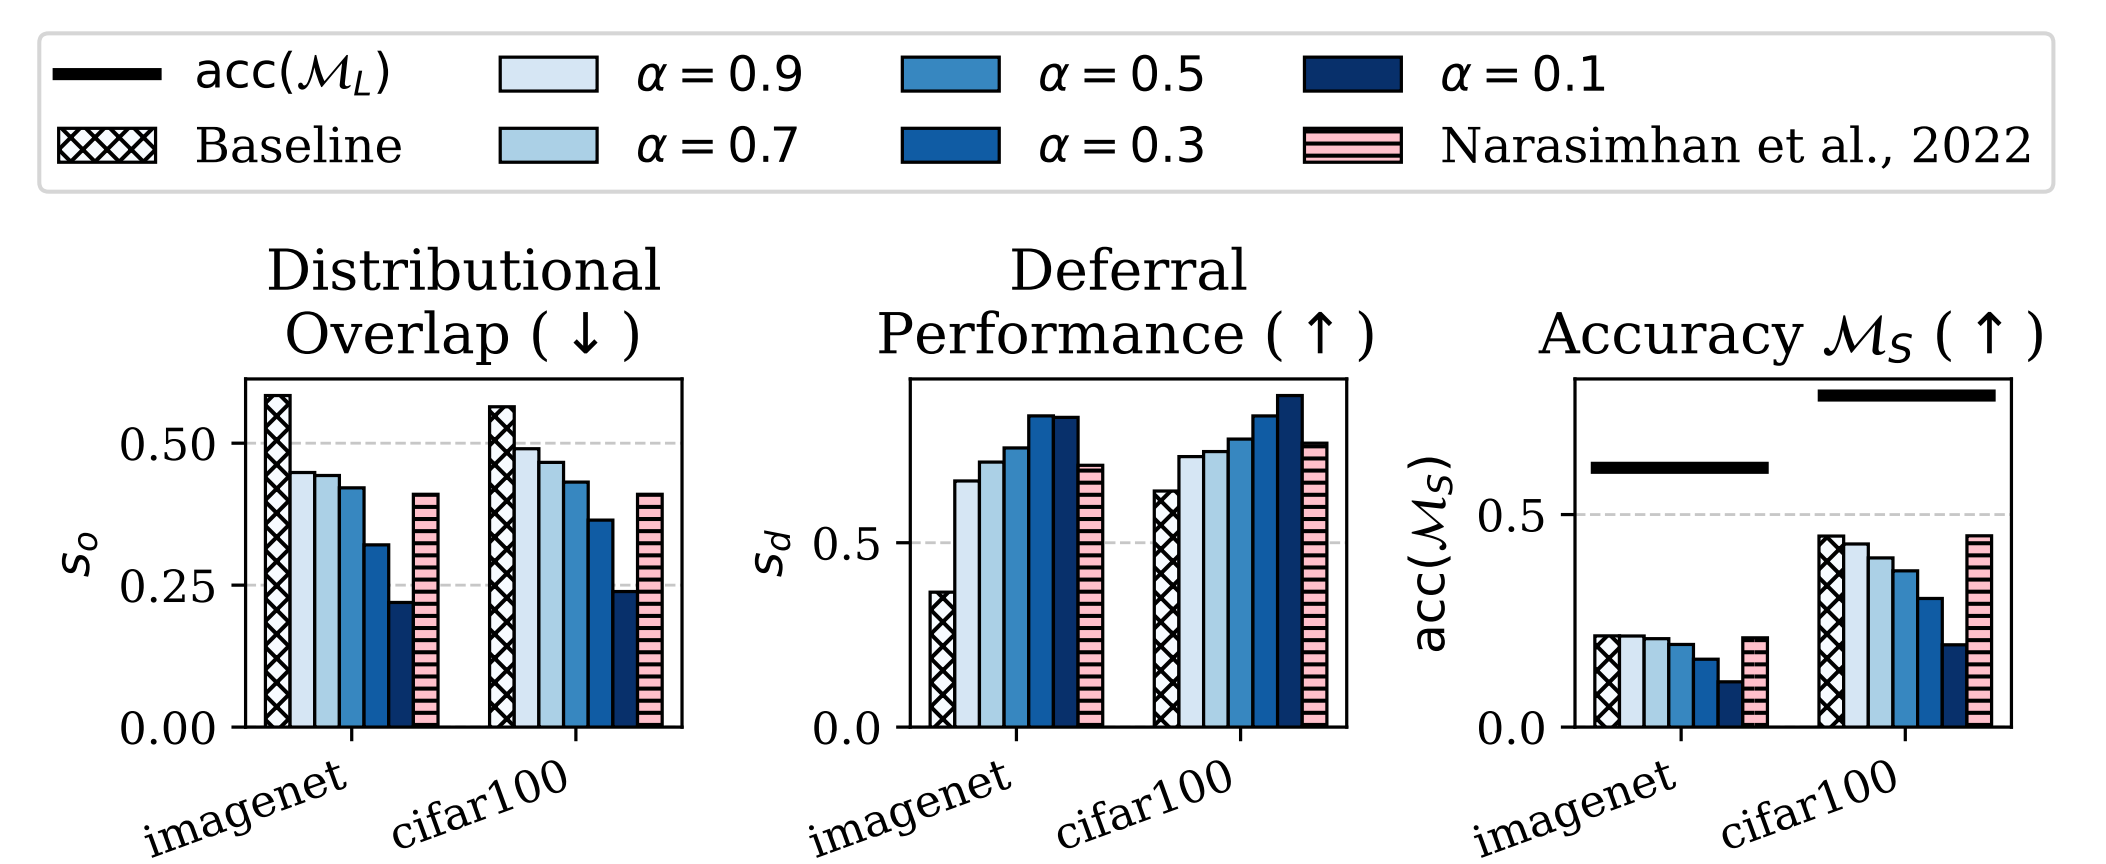 acc(ℳ_L)
Baseline
α = 0.9
α = 0.7
α = 0.5
α = 0.3
α = 0.1
Narasimhan et al., 2022
Distributional
Overlap (↓)
s_o
0.50
0.25
0.00
imagenet
cifar100
Deferral
Performance (↑)
s_d
0.5
0.0
imagenet
cifar100
Accuracy ℳ_S (↑)
acc(ℳ_S)
0.5
0.0
imagenet
cifar100